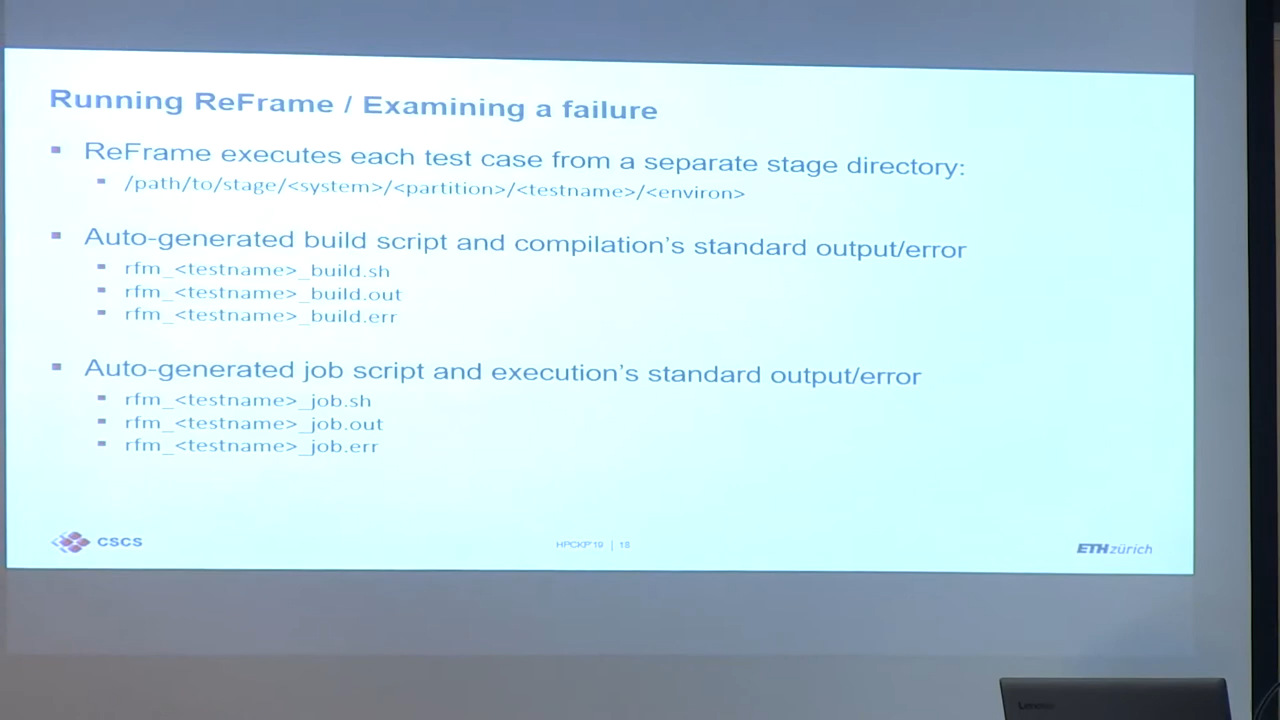 Running ReFrame / Examining a failure
ReFrame executes each test case from a separate stage directory:
/path/to/stage/<system>/<partition>/<testname>/<environ>
Auto-generated build script and compilation's standard output/error
rfm_<testname>_build.sh
rfm_<testname>_build.out
rfm_<testname>_build.err
Auto-generated job script and execution's standard output/error
rfm_<testname>_job.sh
rfm_<testname>_job.out
rfm_<testname>_job.err
CSCS
HPCKP'19 | 18
ETH zürich
Lenovo